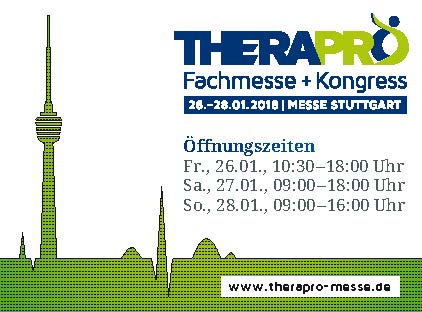 THERAPRO
Fachmesse + Kongress
26.–28.01.2018 | MESSE STUTTGART
Öffnungszeiten
Fr., 26.01., 10:30–18:00 Uhr
Sa., 27.01., 09:00–18:00 Uhr
So., 28.01., 09:00–16:00 Uhr
www.therapro-messe.de